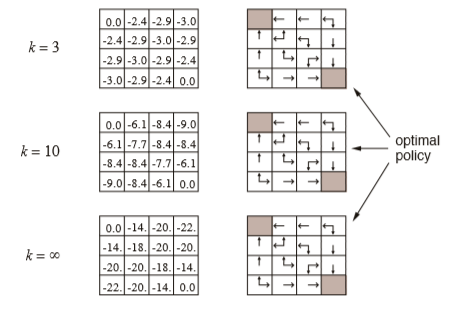 k = 3
0.0 -2.4 -2.9 -3.0
-2.4 -2.9 -3.0 -2.9
-2.9 -3.0 -2.9 -2.4
-3.0 -2.9 -2.4 0.0
k = 10
0.0 -6.1 -8.4 -9.0
-6.1 -7.7 -8.4 -8.4
-8.4 -8.4 -7.7 -6.1
-9.0 -8.4 -6.1 0.0
optimal
policy
k = ∞
0.0 -14. -20. -22.
-14. -18. -20. -20.
-20. -20. -18. -14.
-22. -20. -14. 0.0